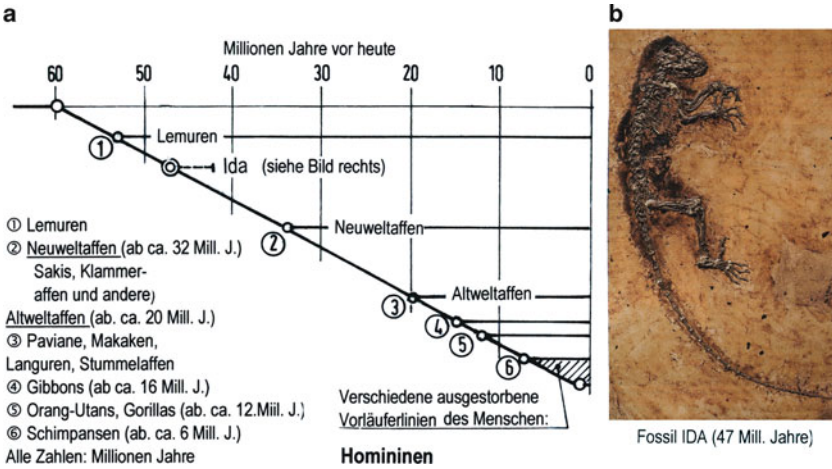 a
Millionen Jahre vor heute
60 50 40 30 20 10 0
Lemuren
①
Ida (siehe Bild rechts)
Neuweltaffen
②
Altweltaffen
③
④
⑤
⑥
① Lemuren
② Neuweltaffen (ab ca. 32 Mill. J.)
Sakis, Klammer-
affen und andere)
Altweltaffen (ab. ca. 20 Mill. J.)
③ Paviane, Makaken,
Languren, Stummelaffen
④ Gibbons (ab ca. 16 Mill. J.)
⑤ Orang-Utans, Gorillas (ab. ca. 12.Miil. J.)
⑥ Schimpansen (ab. ca. 6 Mill. J.)
Alle Zahlen: Millionen Jahre
Verschiedene ausgestorbene
Vorläuferlinien des Menschen:
Homininen
b
Fossil IDA (47 Mill. Jahre)